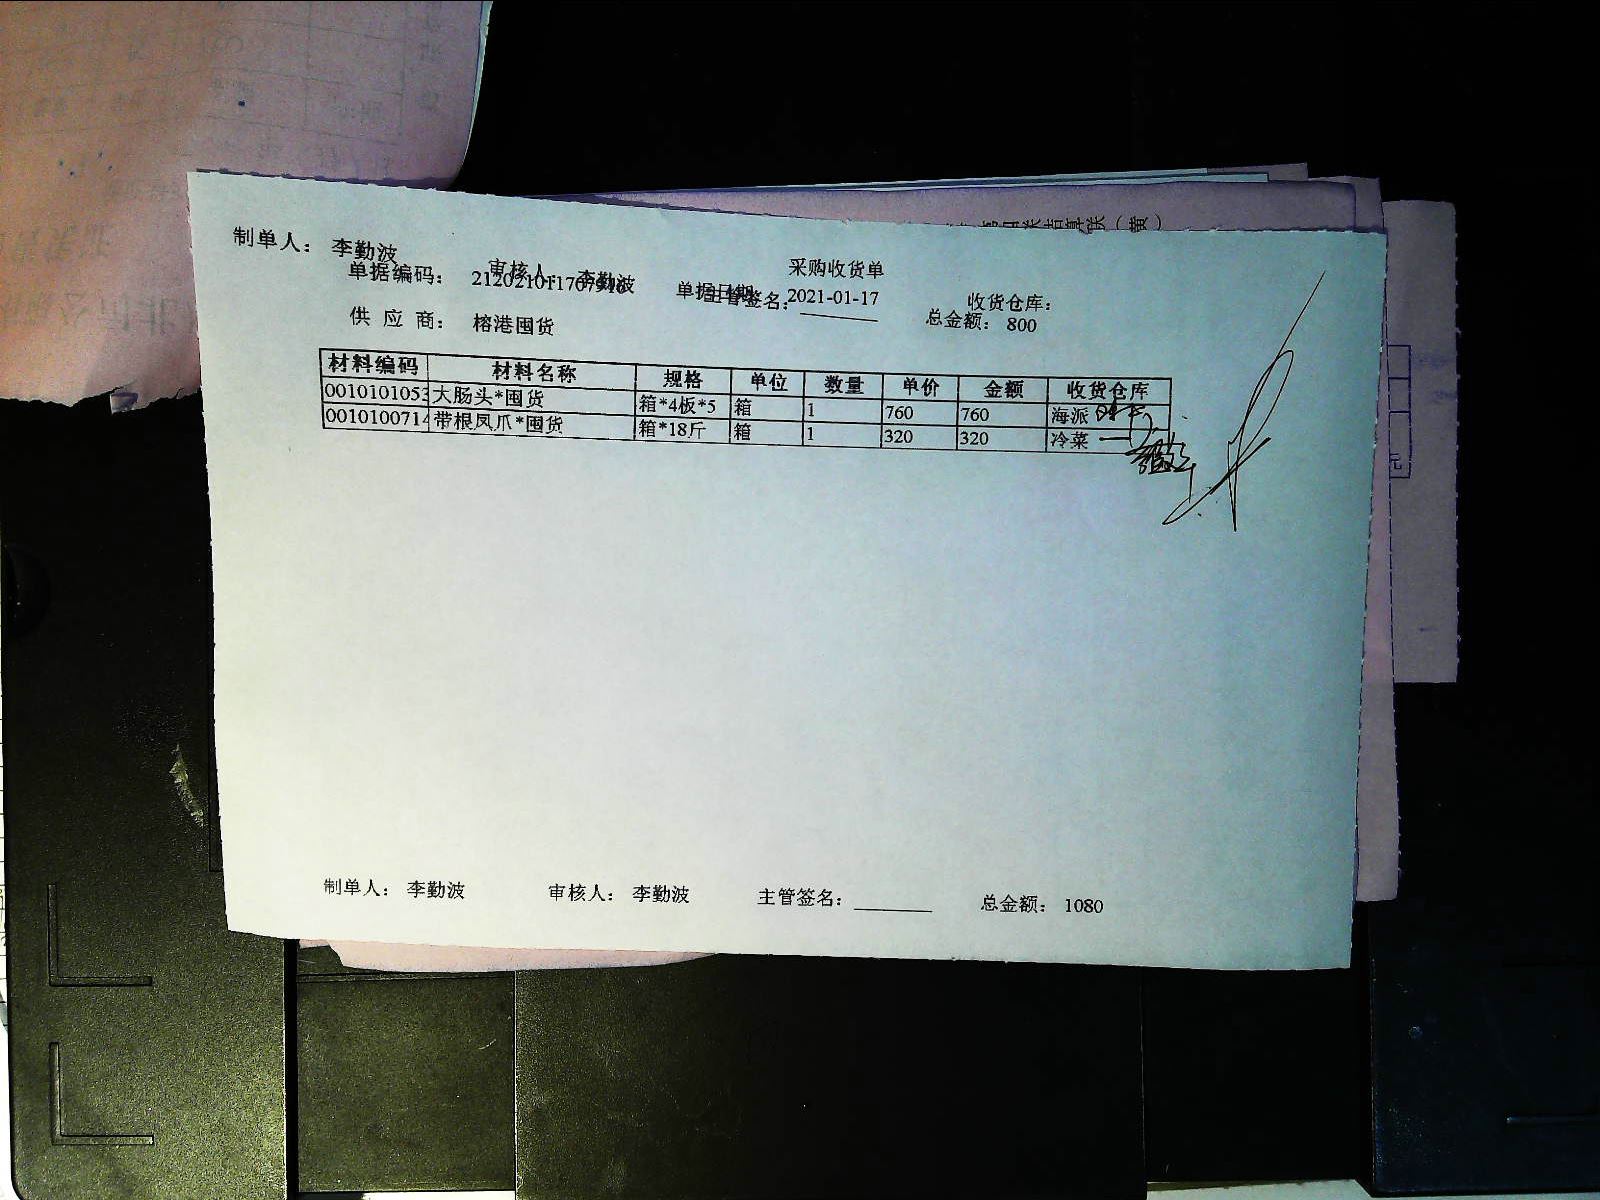 采购收货单
制单人： 李勤波 审核人： 李勤波 主管签名： 总金额： 800
单据编码： 单据日期 2021-01-17 收货仓库：
供 应 商： 榕港囤货
材料编码 材料名称 规格 单位 数量 单价 金额 收货仓库
0010101053 大肠头*囤货 箱*4板*5 箱 1 760 760 海派
0010100714 带根凤爪*囤货 箱*18斤 箱 1 320 320 冷菜
制单人： 李勤波 审核人： 李勤波 主管签名： 总金额： 1080